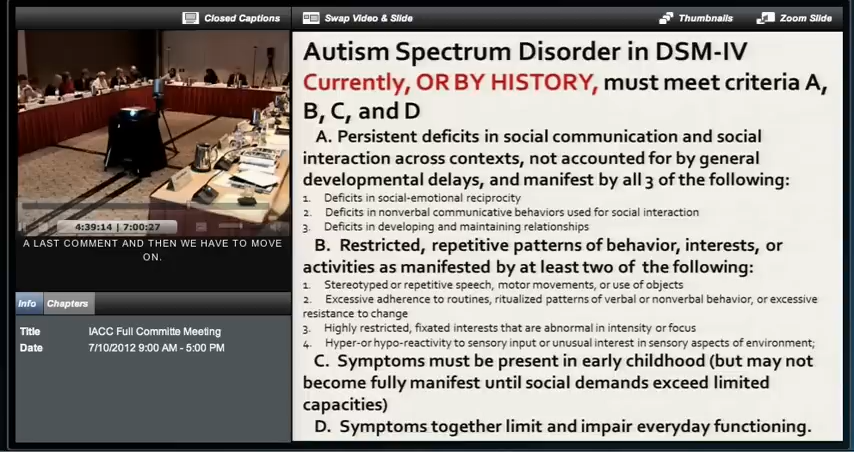 Closed Captions
Swap Video & Slide
Thumbnails
Zoom Slide
4:39:14 | 7:00:27
A LAST COMMENT AND THEN WE HAVE TO MOVE
ON.
Info
Chapters
Title IACC Full Committe Meeting
Date 7/10/2012 9:00 AM - 5:00 PM
Autism Spectrum Disorder in DSM-IV
Currently, OR BY HISTORY, must meet criteria A,
B, C, and D
A. Persistent deficits in social communication and social
interaction across contexts, not accounted for by general
developmental delays, and manifest by all 3 of the following:
1. Deficits in social-emotional reciprocity
2. Deficits in nonverbal communicative behaviors used for social interaction
3. Deficits in developing and maintaining relationships
B. Restricted, repetitive patterns of behavior, interests, or
activities as manifested by at least two of the following:
1. Stereotyped or repetitive speech, motor movements, or use of objects
2. Excessive adherence to routines, ritualized patterns of verbal or nonverbal behavior, or excessive
resistance to change
3. Highly restricted, fixated interests that are abnormal in intensity or focus
4. Hyper-or hypo-reactivity to sensory input or unusual interest in sensory aspects of environment;
C. Symptoms must be present in early childhood (but may not
become fully manifest until social demands exceed limited
capacities)
D. Symptoms together limit and impair everyday functioning.